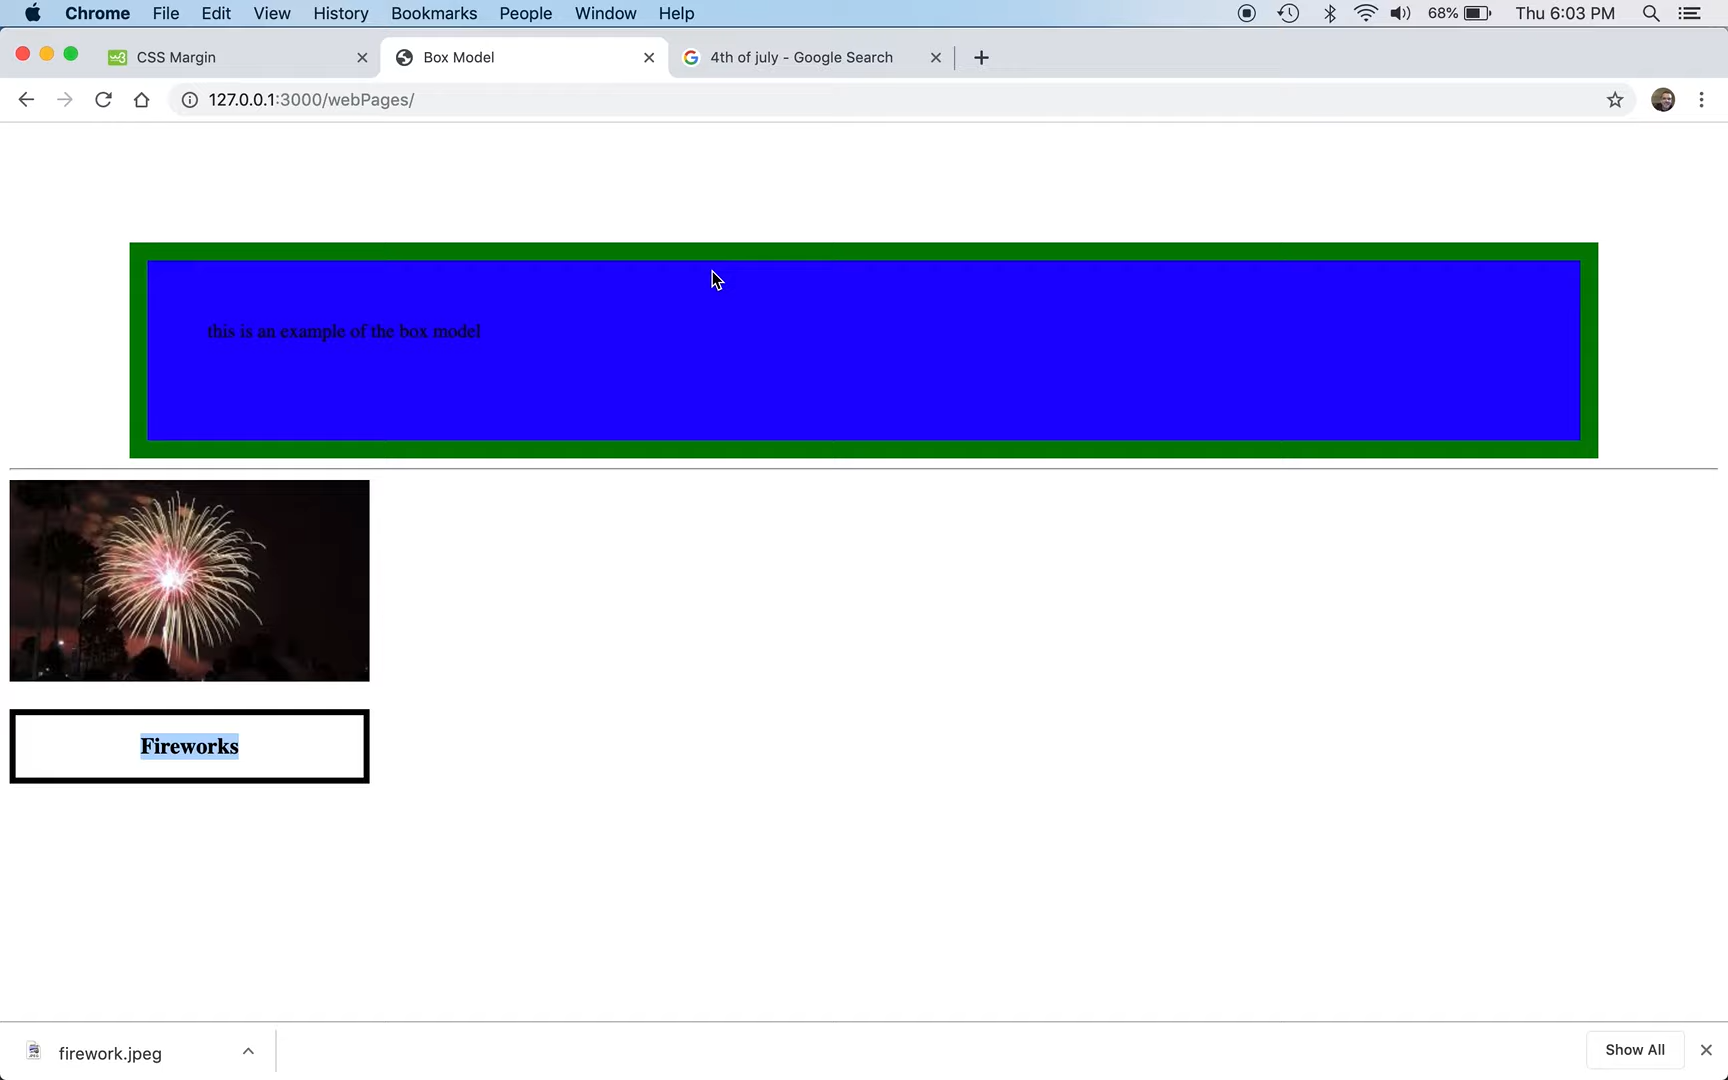 Chrome File Edit View History Bookmarks People Window Help 68% Thu 6:03 PM
CSS Margin Box Model 4th of july - Google Search
127.0.0.1:3000/webPages/
this is an example of the box model
Fireworks
firework.jpeg Show All